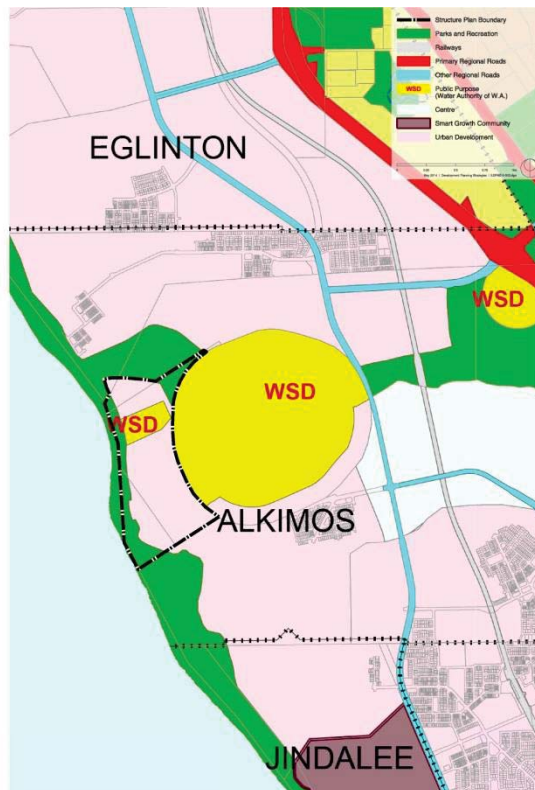 Structure Plan Boundary
Parks and Recreation
Railways
Primary Regional Roads
Other Regional Roads
WSD Public Purpose
(Water Authority of W.A.)
Centre
Smart Growth Community
Urban Development
EGLINTON
WSD
WSD
WSD
ALKIMOS
JINDALEE